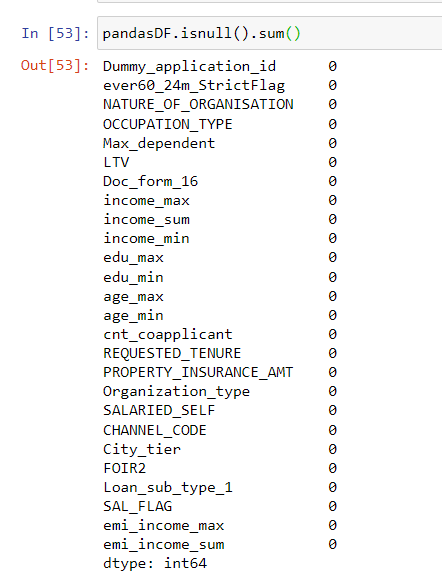 In [53]: pandasDF.isnull().sum()
Out[53]: Dummy_application_id 0
ever60_24m_StrictFlag 0
NATURE_OF_ORGANISATION 0
OCCUPATION_TYPE 0
Max_dependent 0
LTV 0
Doc_form_16 0
income_max 0
income_sum 0
income_min 0
edu_max 0
edu_min 0
age_max 0
age_min 0
cnt_coapplicant 0
REQUESTED_TENURE 0
PROPERTY_INSURANCE_AMT 0
Organization_type 0
SALARIED_SELF 0
CHANNEL_CODE 0
City_tier 0
FOIR2 0
Loan_sub_type_1 0
SAL_FLAG 0
emi_income_max 0
emi_income_sum 0
dtype: int64